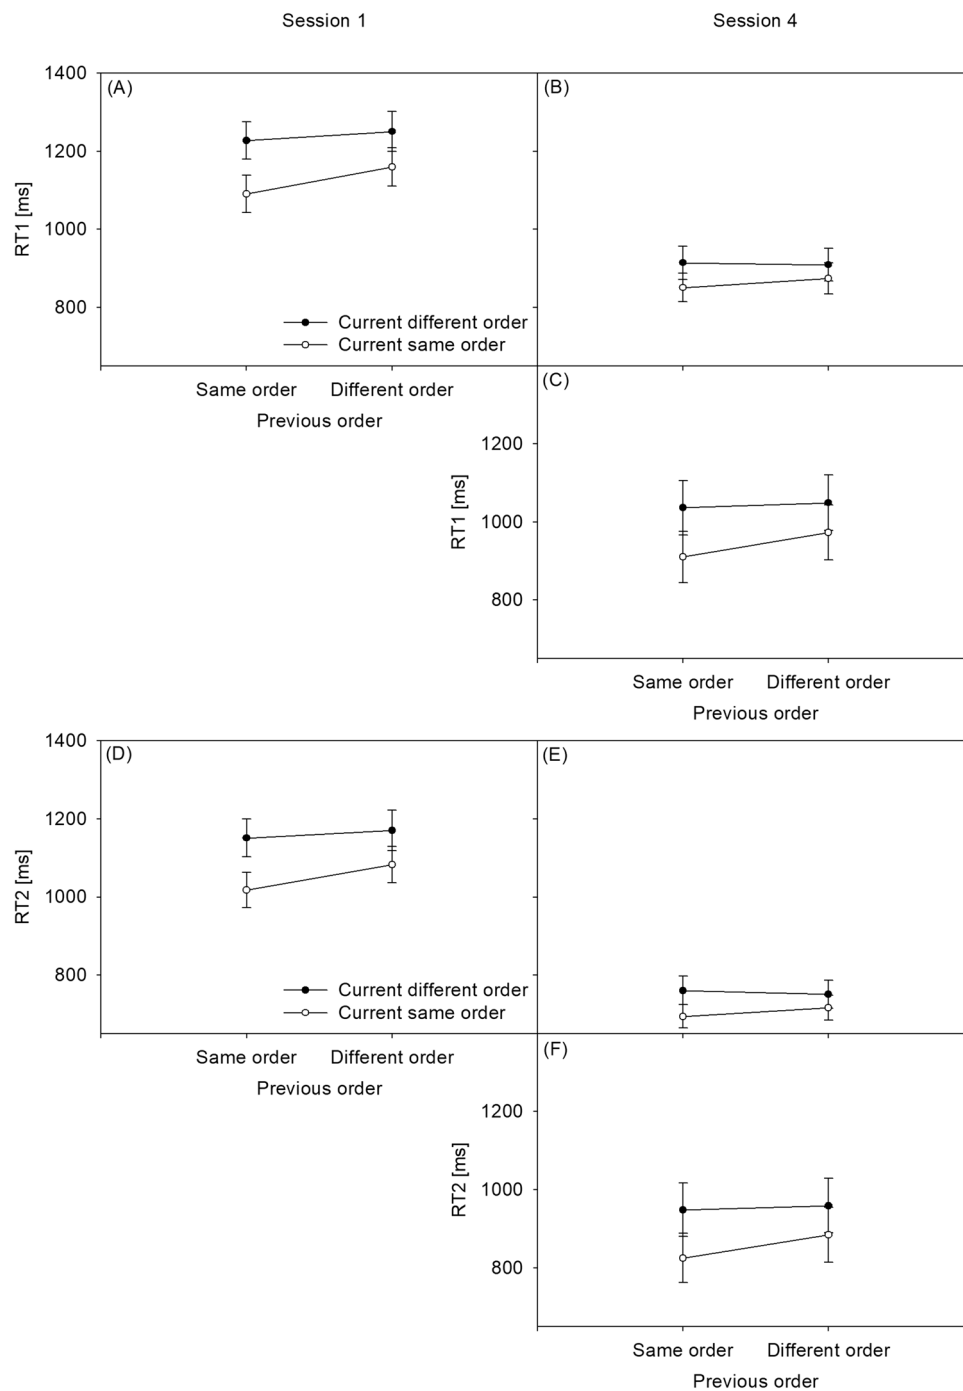 Session 1
Session 4
1400
1200
1000
800
RT1 [ms]
(A)
Current different order
Current same order
Same order
Different order
Previous order
(B)
(C)
1200
1000
800
RT1 [ms]
Same order
Different order
Previous order
1400
1200
1000
800
RT2 [ms]
(D)
Current different order
Current same order
Same order
Different order
Previous order
(E)
(F)
1200
1000
800
RT2 [ms]
Same order
Different order
Previous order